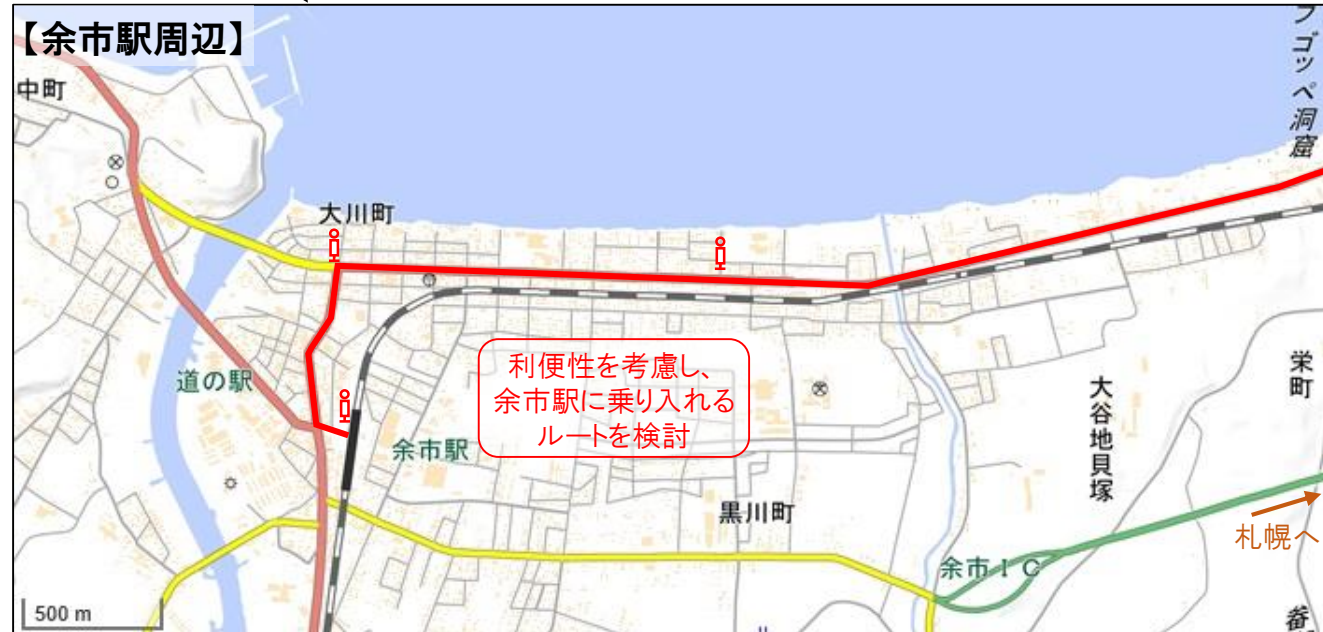 【余市駅周辺】
中町
フゴッペ洞窟
大川町
道の駅
利便性を考慮し、
余市駅に乗り入れる
ルートを検討
余市駅
栄町
大谷地貝塚
黒川町
札幌へ
余市IC
500 m